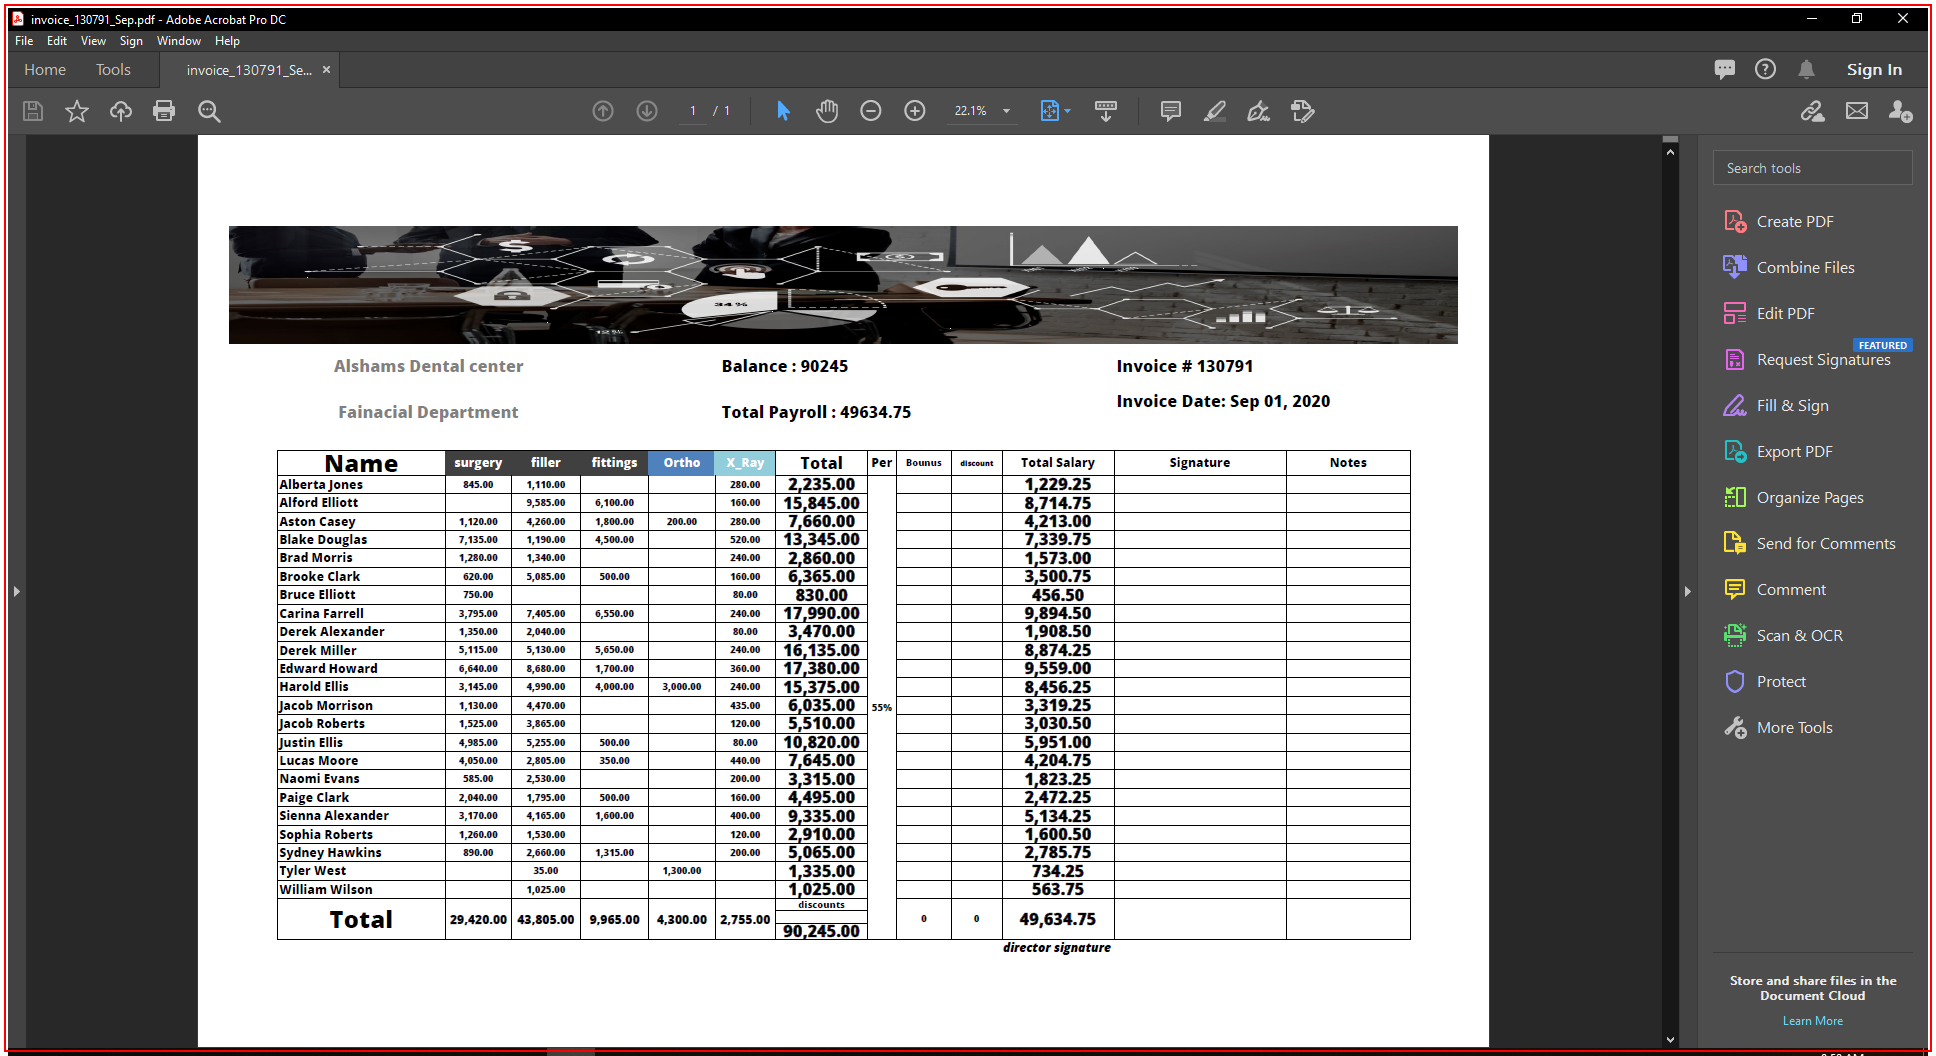 invoice_130791_Sep.pdf - Adobe Acrobat Pro DC
File Edit View Sign Window Help
Home Tools invoice_130791_Se... ×
Sign In
1 / 1 22.1%
Search tools
Create PDF
Combine Files
Edit PDF
FEATURED
Request Signatures
Fill & Sign
Export PDF
Organize Pages
Send for Comments
Comment
Scan & OCR
Protect
More Tools
Store and share files in the
Document Cloud
Learn More
34%
Alshams Dental center Balance : 90245 Invoice # 130791
Invoice Date: Sep 01, 2020
Fainacial Department Total Payroll : 49634.75
Name surgery filler fittings Ortho X_Ray Total Per Bounus discount Total Salary Signature Notes
Alberta Jones 845.00 1,110.00 280.00 2,235.00 1,229.25
Alford Elliott 9,585.00 6,100.00 160.00 15,845.00 8,714.75
Aston Casey 1,120.00 4,260.00 1,800.00 200.00 280.00 7,660.00 4,213.00
Blake Douglas 7,135.00 1,190.00 4,500.00 520.00 13,345.00 7,339.75
Brad Morris 1,280.00 1,340.00 240.00 2,860.00 1,573.00
Brooke Clark 620.00 5,085.00 500.00 160.00 6,365.00 3,500.75
Bruce Elliott 750.00 80.00 830.00 456.50
Carina Farrell 3,795.00 7,405.00 6,550.00 240.00 17,990.00 9,894.50
Derek Alexander 1,350.00 2,040.00 80.00 3,470.00 1,908.50
Derek Miller 5,115.00 5,130.00 5,650.00 240.00 16,135.00 8,874.25
Edward Howard 6,640.00 8,680.00 1,700.00 360.00 17,380.00 9,559.00
Harold Ellis 3,145.00 4,990.00 4,000.00 3,000.00 240.00 15,375.00 8,456.25
Jacob Morrison 1,130.00 4,470.00 435.00 6,035.00 55% 3,319.25
Jacob Roberts 1,525.00 3,865.00 120.00 5,510.00 3,030.50
Justin Ellis 4,985.00 5,255.00 500.00 80.00 10,820.00 5,951.00
Lucas Moore 4,050.00 2,805.00 350.00 440.00 7,645.00 4,204.75
Naomi Evans 585.00 2,530.00 200.00 3,315.00 1,823.25
Paige Clark 2,040.00 1,795.00 500.00 160.00 4,495.00 2,472.25
Sienna Alexander 3,170.00 4,165.00 1,600.00 400.00 9,335.00 5,134.25
Sophia Roberts 1,260.00 1,530.00 120.00 2,910.00 1,600.50
Sydney Hawkins 890.00 2,660.00 1,315.00 200.00 5,065.00 2,785.75
Tyler West 35.00 1,300.00 1,335.00 734.25
William Wilson 1,025.00 1,025.00 563.75
discounts
Total 29,420.00 43,805.00 9,965.00 4,300.00 2,755.00 0 0 49,634.75
90,245.00
director signature